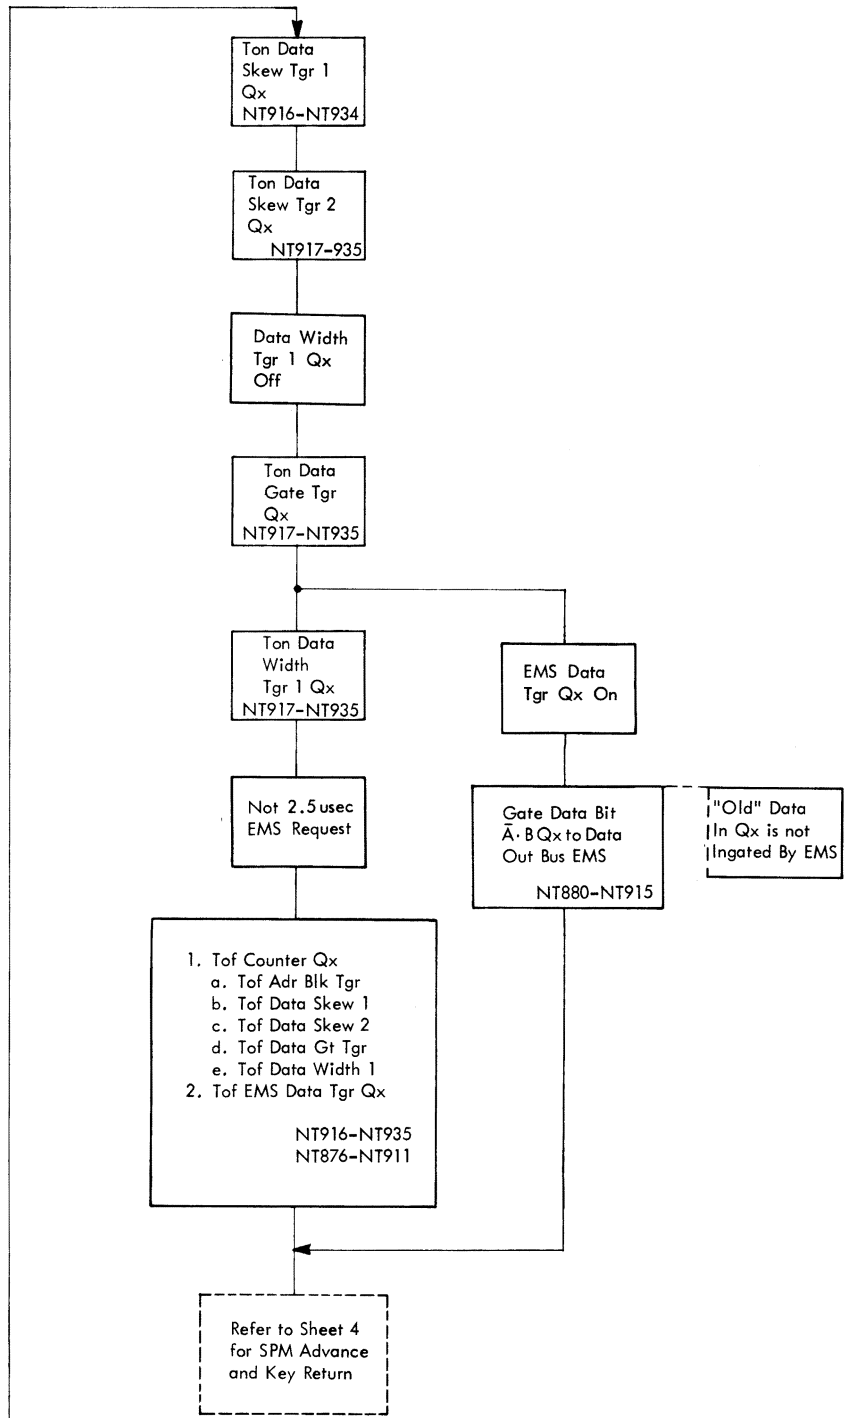 Ton Data
Skew Tgr 1
Qx
NT916-NT934
Ton Data
Skew Tgr 2
Qx
NT917-935
Data Width
Tgr 1 Qx
Off
Ton Data
Gate Tgr
Qx
NT917-NT935
Ton Data
Width
Tgr 1 Qx
NT917-NT935
EMS Data
Tgr Qx On
Not 2.5usec
EMS Request
Gate Data Bit
A̅·BQx to Data
Out Bus EMS
NT880-NT915
"Old" Data
In Qx is not
Ingated By EMS
1. Tof Counter Qx
a. Tof Adr Blk Tgr
b. Tof Data Skew 1
c. Tof Data Skew 2
d. Tof Data Gt Tgr
e. Tof Data Width 1
2. Tof EMS Data Tgr Qx
NT916-NT935
NT876-NT911
Refer to Sheet 4
for SPM Advance
and Key Return